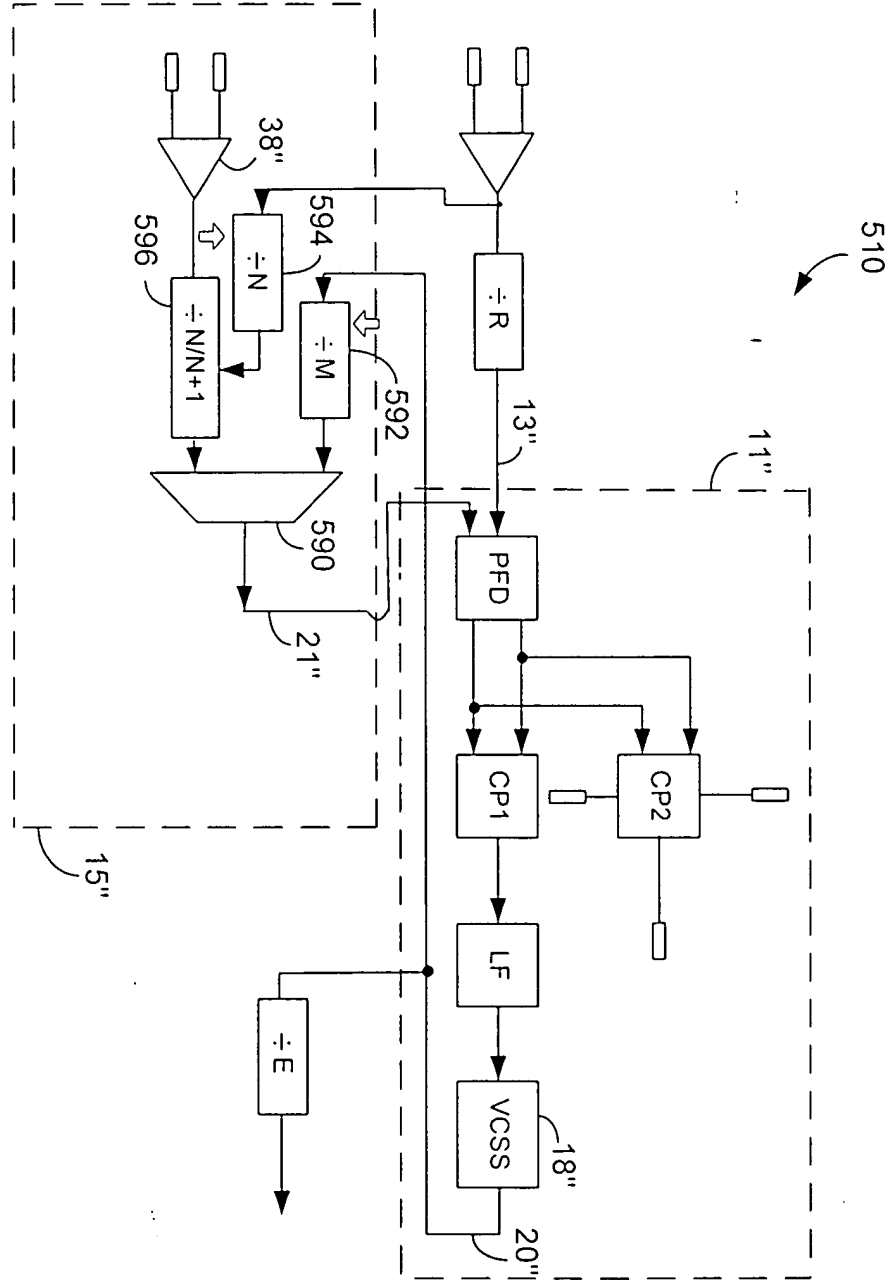 510
11"
CP2
÷R
13"
PFD
CP1
LF
VCSS
18"
20"
38"
594
÷N
÷M
592
596
÷N/N+1
590
21"
15"
÷E